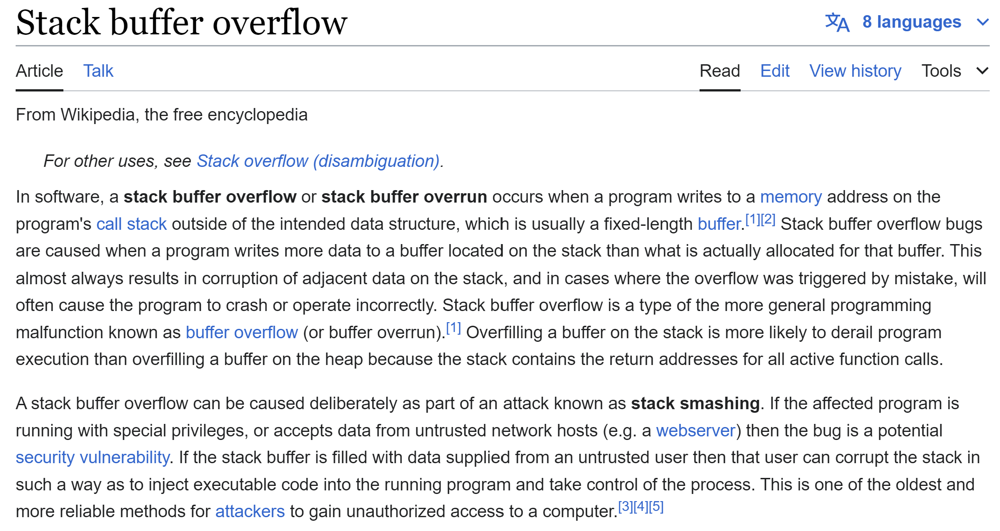 Stack buffer overflow
文A 8 languages
Article Talk Read Edit View history Tools
From Wikipedia, the free encyclopedia
For other uses, see Stack overflow (disambiguation).
In software, a stack buffer overflow or stack buffer overrun occurs when a program writes to a memory address on the
program's call stack outside of the intended data structure, which is usually a fixed-length buffer.[1][2] Stack buffer overflow bugs
are caused when a program writes more data to a buffer located on the stack than what is actually allocated for that buffer. This
almost always results in corruption of adjacent data on the stack, and in cases where the overflow was triggered by mistake, will
often cause the program to crash or operate incorrectly. Stack buffer overflow is a type of the more general programming
malfunction known as buffer overflow (or buffer overrun).[1] Overfilling a buffer on the stack is more likely to derail program
execution than overfilling a buffer on the heap because the stack contains the return addresses for all active function calls.
A stack buffer overflow can be caused deliberately as part of an attack known as stack smashing. If the affected program is
running with special privileges, or accepts data from untrusted network hosts (e.g. a webserver) then the bug is a potential
security vulnerability. If the stack buffer is filled with data supplied from an untrusted user then that user can corrupt the stack in
such a way as to inject executable code into the running program and take control of the process. This is one of the oldest and
more reliable methods for attackers to gain unauthorized access to a computer.[3][4][5]